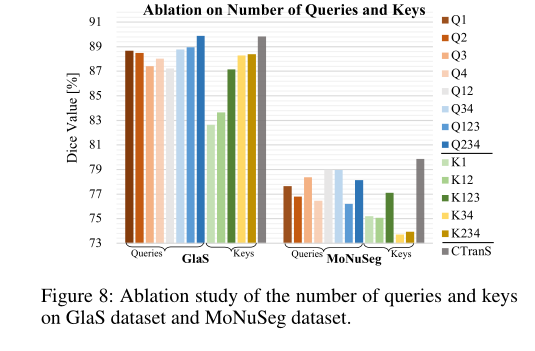 Ablation on Number of Queries and Keys
Dice Value [%]
91
89
87
85
83
81
79
77
75
73
Queries
Keys
GlaS
Queries
Keys
MoNuSeg
Q1
Q2
Q3
Q4
Q12
Q34
Q123
Q234
K1
K12
K123
K34
K234
CTranS
Figure 8: Ablation study of the number of queries and keys
on GlaS dataset and MoNuSeg dataset.